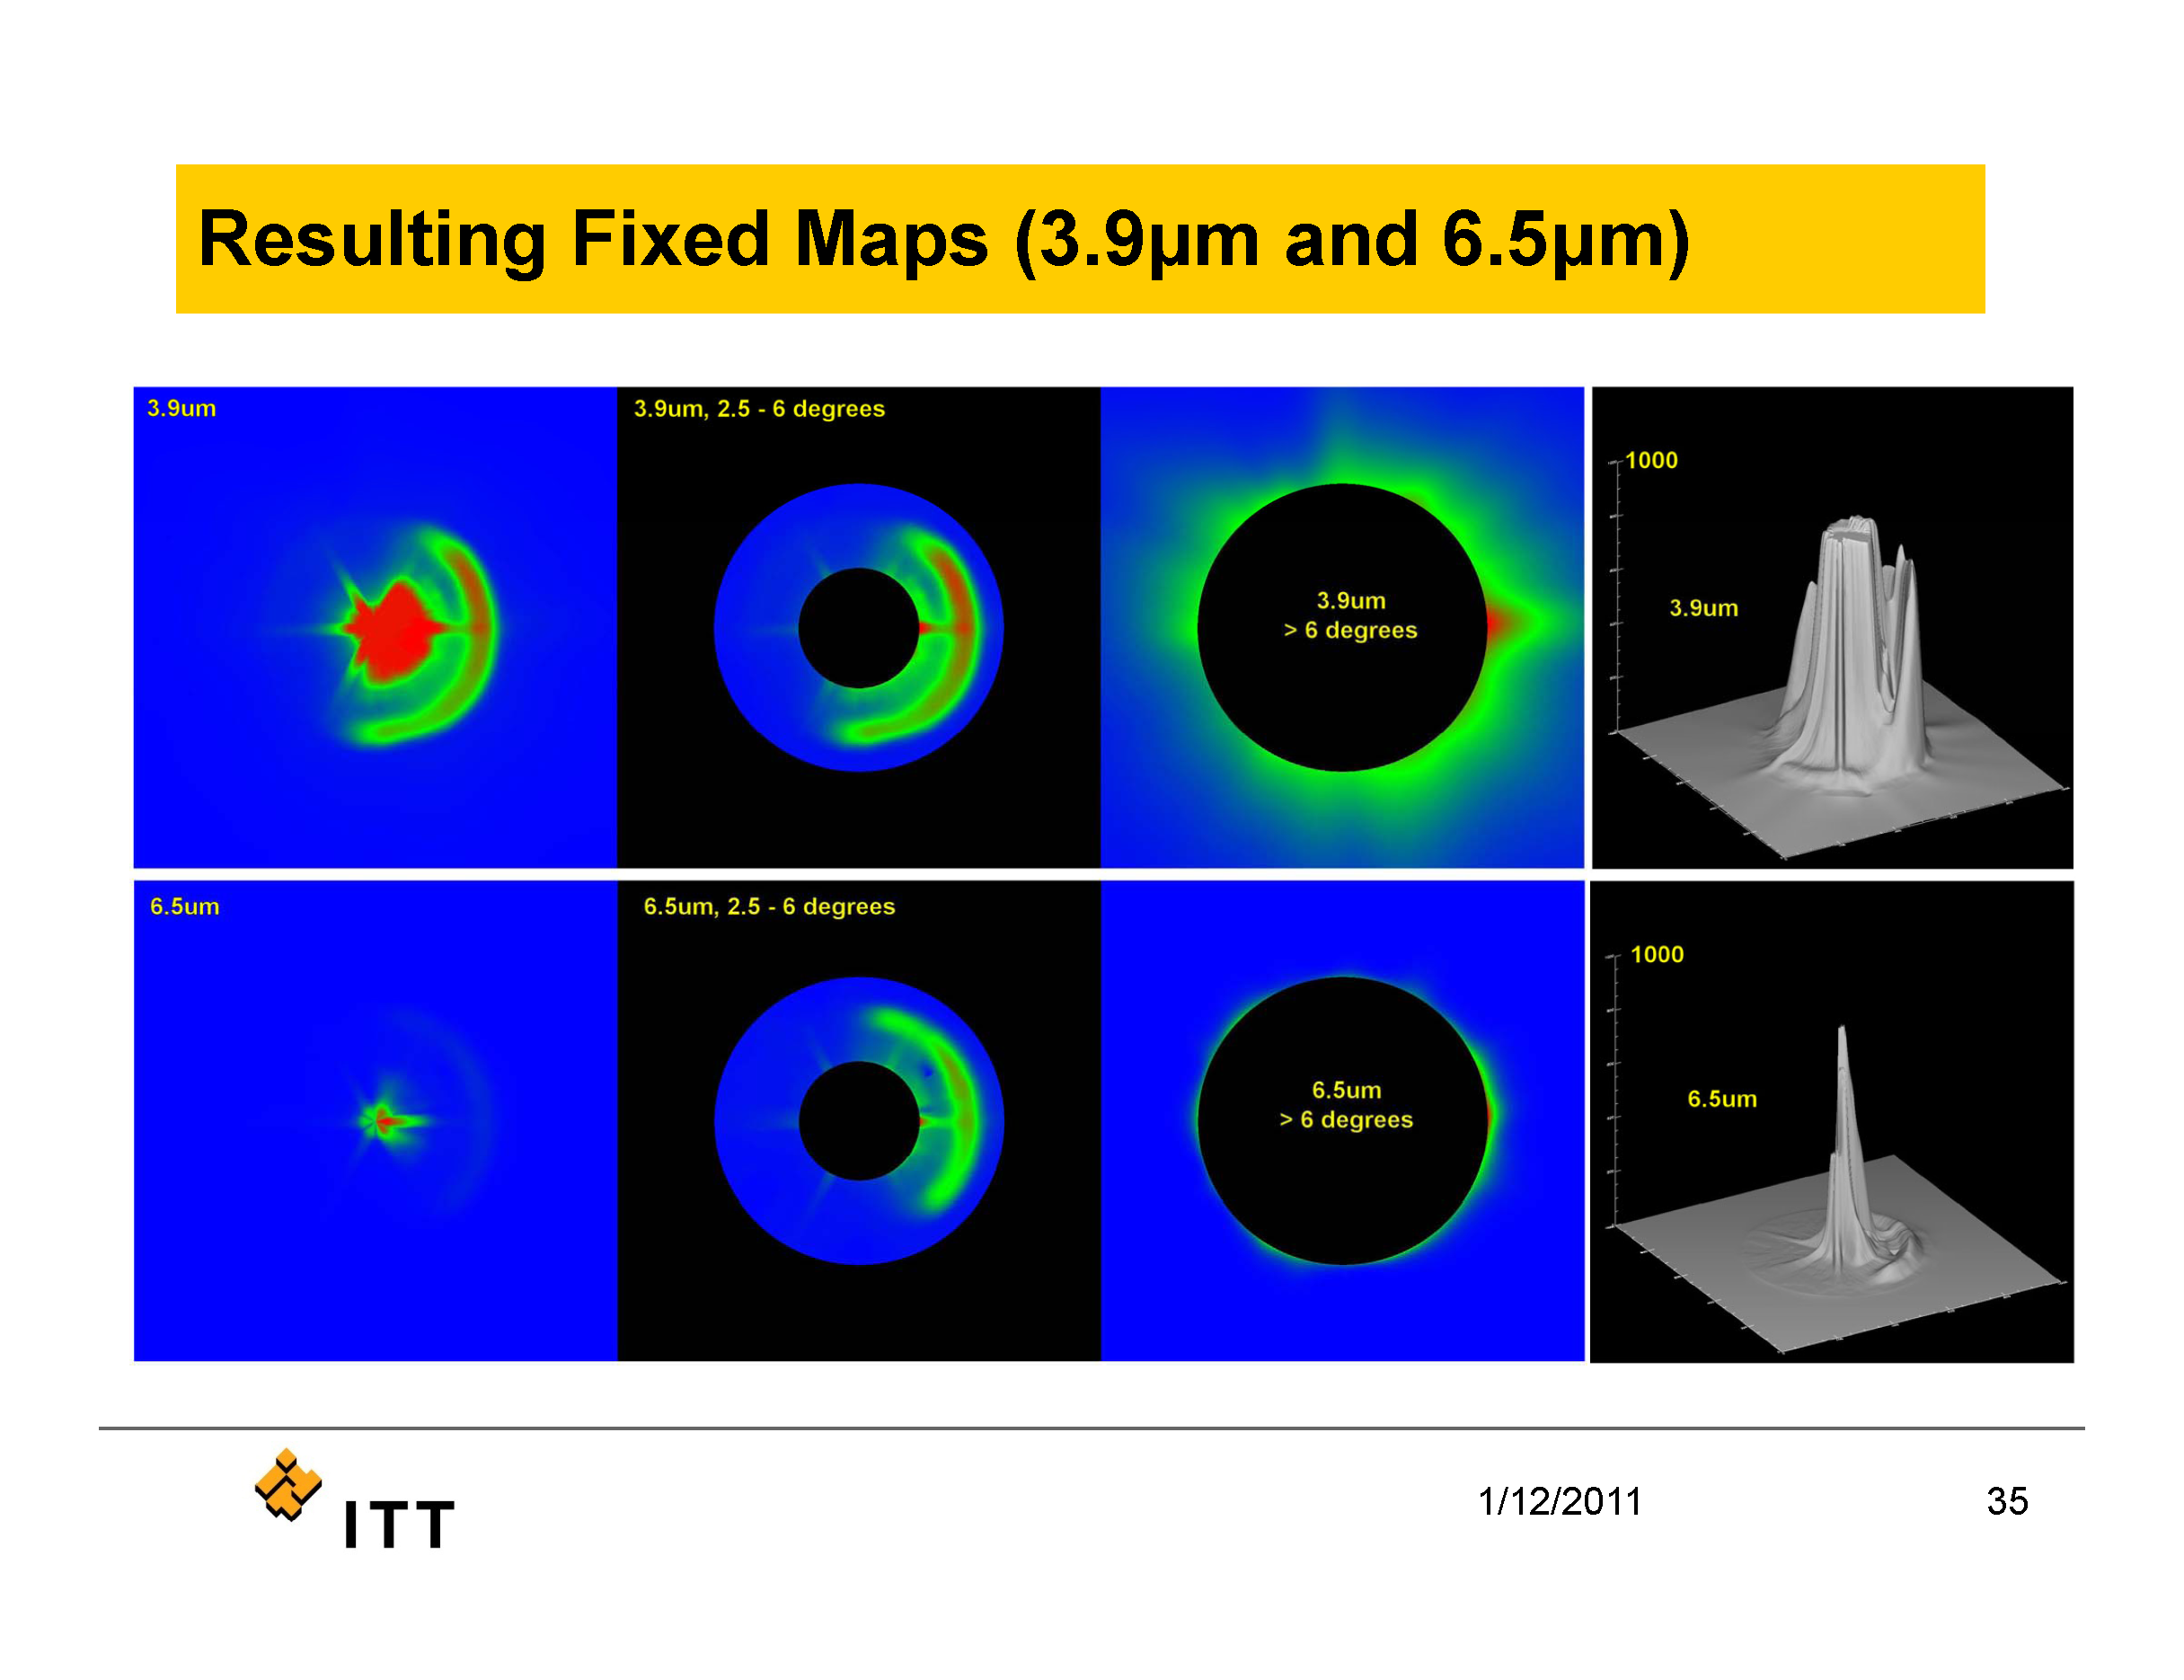 Resulting Fixed Maps (3.9µm and 6.5µm)
3.9um
3.9um, 2.5 - 6 degrees
3.9um
> 6 degrees
1000
3.9um
6.5um
6.5um, 2.5 - 6 degrees
6.5um
> 6 degrees
1000
6.5um
ITT
1/12/2011
35